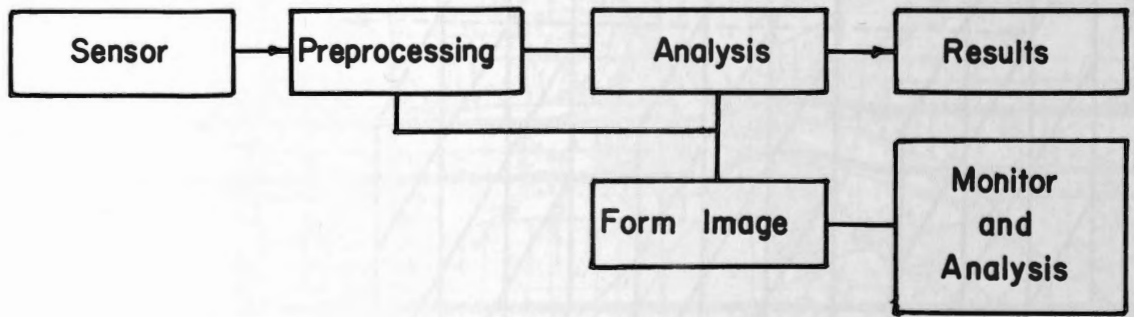 Sensor
Preprocessing
Analysis
Results
Form Image
Monitor
and
Analysis